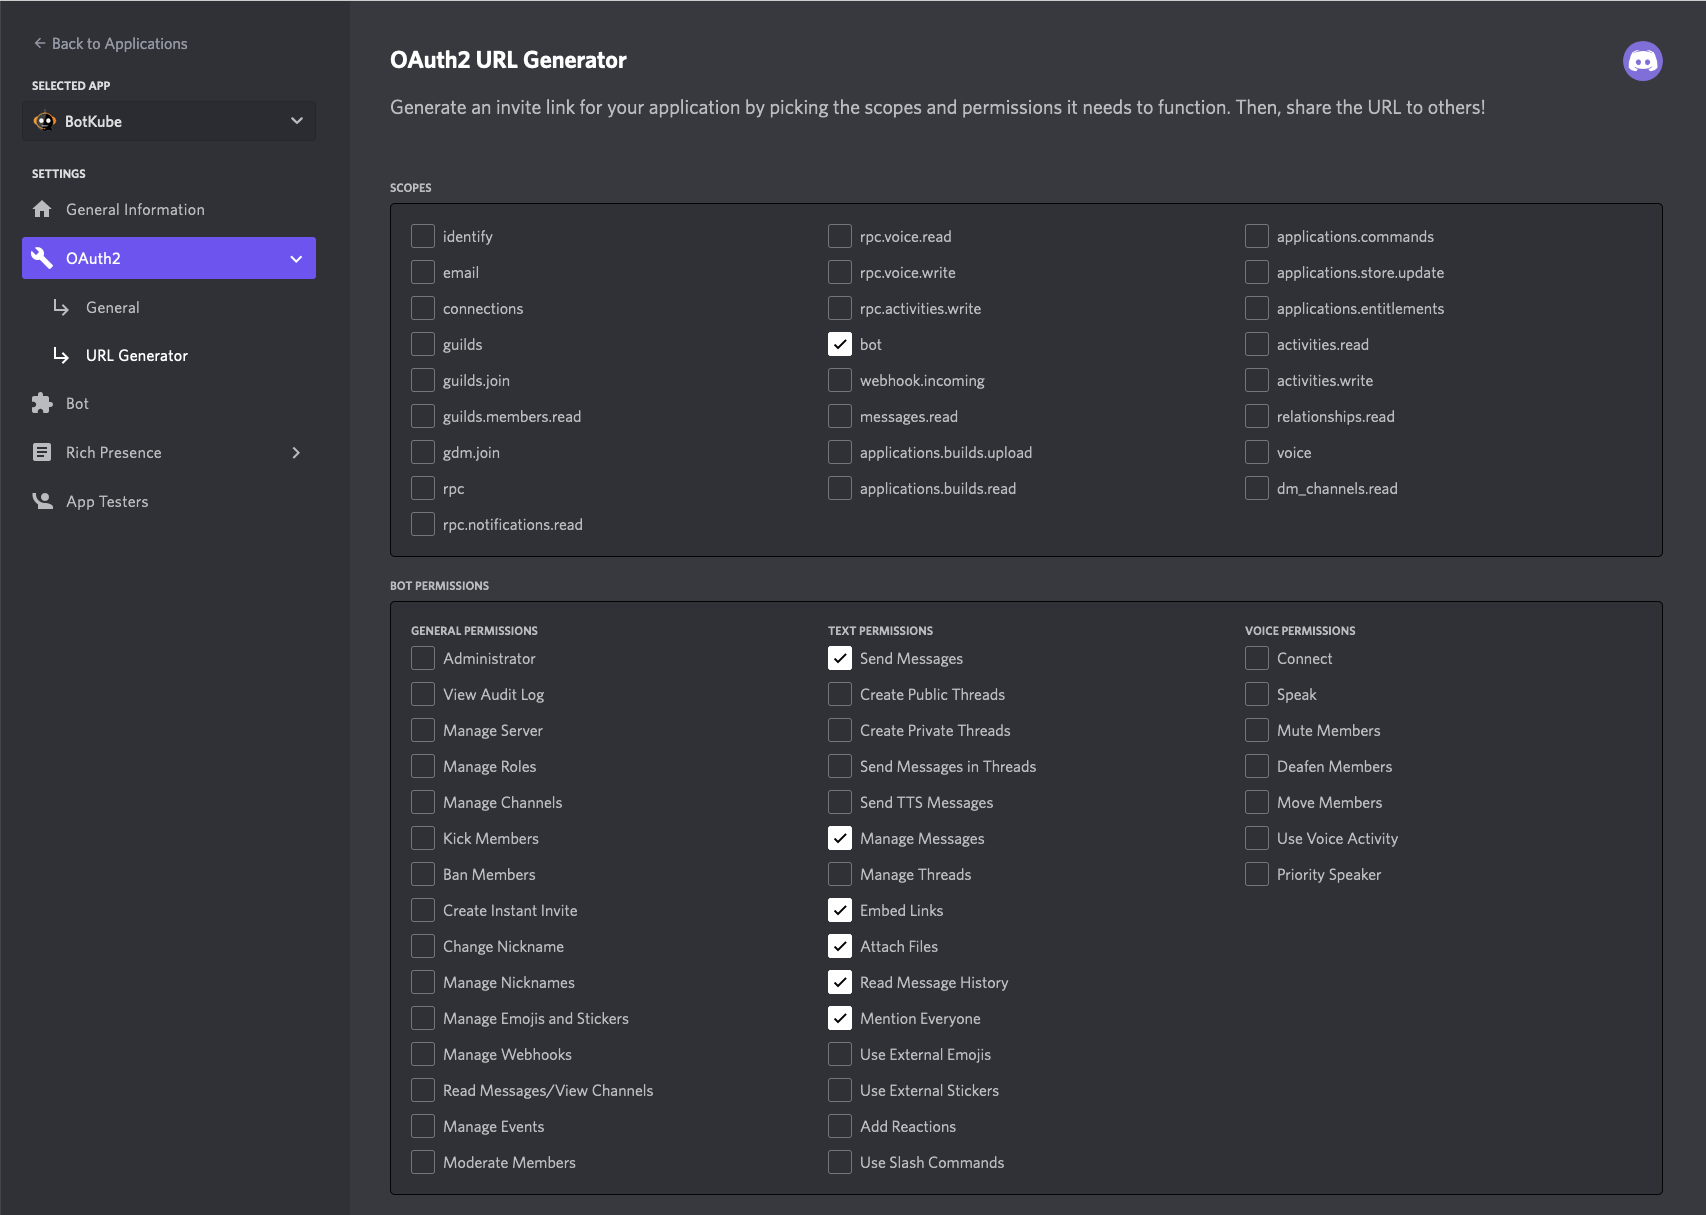 Back to Applications
SELECTED APP
BotKube
SETTINGS
General Information
OAuth2
General
URL Generator
Bot
Rich Presence
App Testers
OAuth2 URL Generator
Generate an invite link for your application by picking the scopes and permissions it needs to function. Then, share the URL to others!
SCOPES
identify
email
connections
guilds
guilds.join
guilds.members.read
gdm.join
rpc
rpc.notifications.read
rpc.voice.read
rpc.voice.write
rpc.activities.write
bot
webhook.incoming
messages.read
applications.builds.upload
applications.builds.read
applications.commands
applications.store.update
applications.entitlements
activities.read
activities.write
relationships.read
voice
dm_channels.read
BOT PERMISSIONS
GENERAL PERMISSIONS
Administrator
View Audit Log
Manage Server
Manage Roles
Manage Channels
Kick Members
Ban Members
Create Instant Invite
Change Nickname
Manage Nicknames
Manage Emojis and Stickers
Manage Webhooks
Read Messages/View Channels
Manage Events
Moderate Members
TEXT PERMISSIONS
Send Messages
Create Public Threads
Create Private Threads
Send Messages in Threads
Send TTS Messages
Manage Messages
Manage Threads
Embed Links
Attach Files
Read Message History
Mention Everyone
Use External Emojis
Use External Stickers
Add Reactions
Use Slash Commands
VOICE PERMISSIONS
Connect
Speak
Mute Members
Deafen Members
Move Members
Use Voice Activity
Priority Speaker